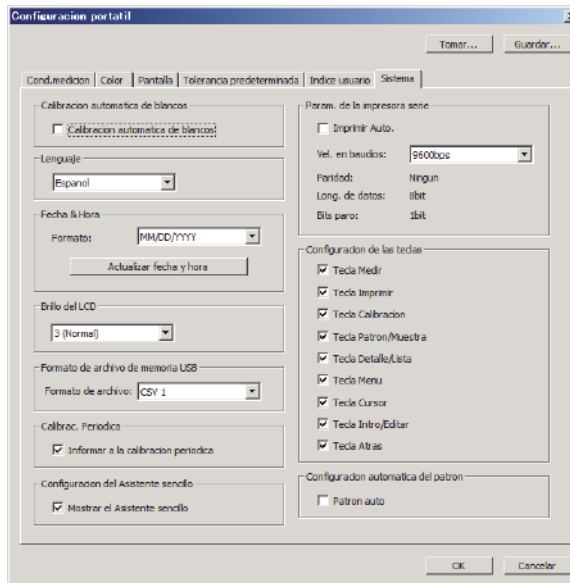 Configuracion portatil
Tomar...
Guardar...
Cond.medicion
Color
Pantalla
Tolerancia predeterminada
Indice usuario
Sistema
Calibracion automatica de blancos
Calibracion automatica de blancos
Lenguaje
Espanol
Fecha & Hora
Formato:
MM/DD/YYYY
Actualizar fecha y hora
Brillo del LCD
3 (Normal)
Formato de archivo de memoria USB
Formato de archivo:
CSV 1
Calibrac. Periodica
Informar a la calibracion periodica
Configuracion del Asistente sencillo
Mostrar el Asistente sencillo
Param. de la impresora serie
Imprimir Auto.
Vel. en baudios:
9600bps
Paridad:
Ningun
Long. de datos:
8bit
Bits paro:
1bit
Configuracion de las teclas
Tecla Medir
Tecla Imprimir
Tecla Calibracion
Tecla Patron/Muestra
Tecla Detalle/Lista
Tecla Menu
Tecla Cursor
Tecla Intro/Editar
Tecla Atras
Configuracion automatica del patron
Patron auto
OK
Cancelar